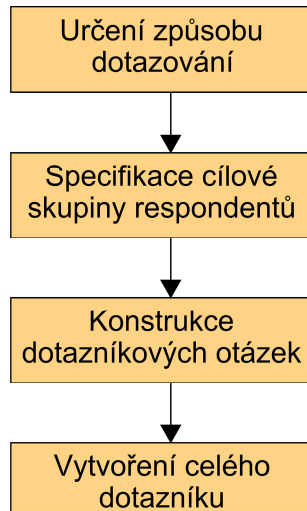 Určení způsobu
dotazování
Specifikace cílové
skupiny respondentů
Konstrukce
dotazníkových otázek
Vytvoření celého
dotazníku